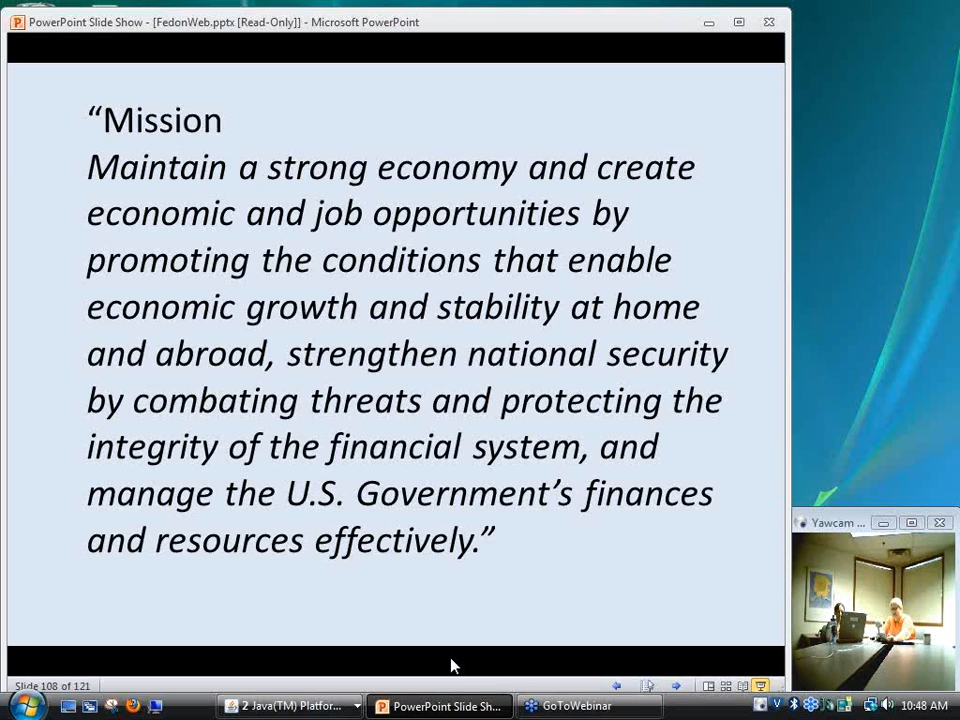 PowerPoint Slide Show - [FedonWeb.pptx [Read-Only]] - Microsoft PowerPoint
“Mission
Maintain a strong economy and create
economic and job opportunities by
promoting the conditions that enable
economic growth and stability at home
and abroad, strengthen national security
by combating threats and protecting the
integrity of the financial system, and
manage the U.S. Government’s finances
and resources effectively.”
Yawcam ...
Slide 108 of 121
2 Java(TM) Platfor...
PowerPoint Slide Sh...
GoToWebinar
10:48 AM